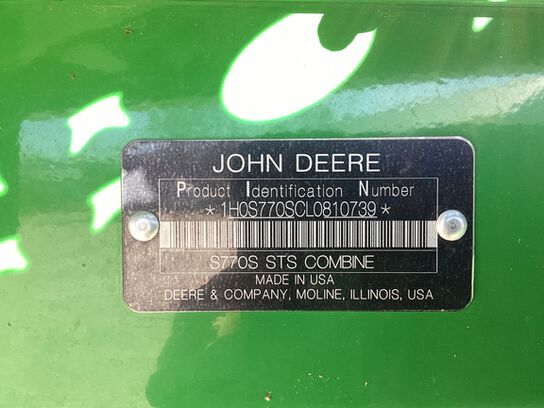 JOHN DEERE
Product Identification Number
*1H0S770SCL0810739*
S770S STS COMBINE
MADE IN USA
DEERE & COMPANY, MOLINE, ILLINOIS, USA